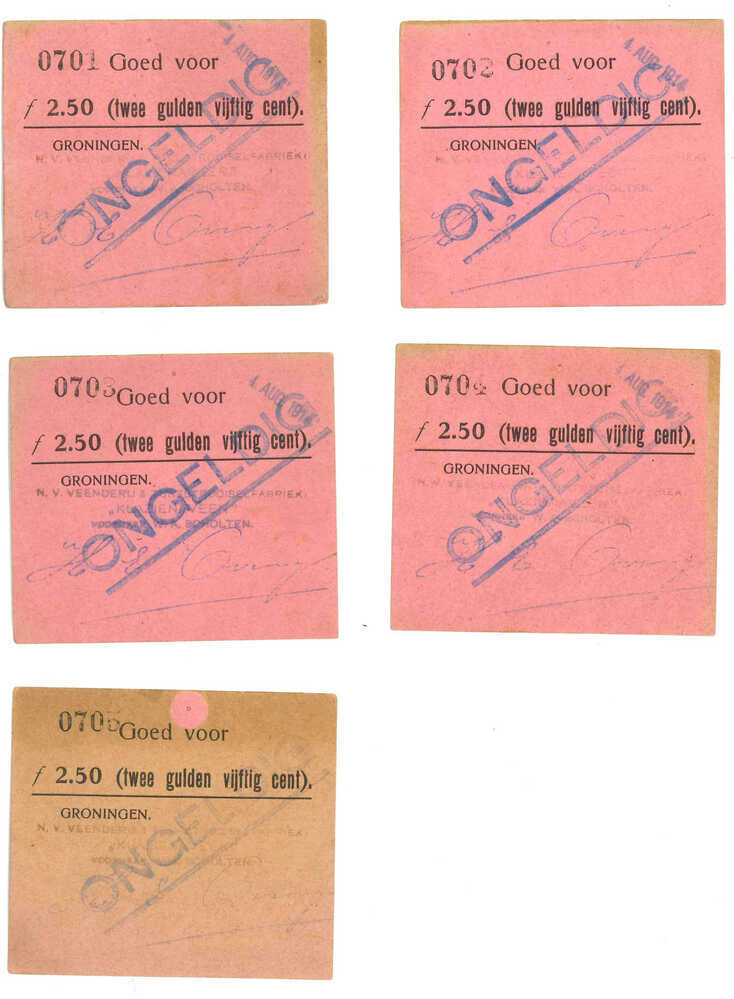 0701 Goed voor
4 AUG 1914
f 2.50 (twee gulden vijftig cent).
GRONINGEN.
ONGELDIG
0702 Goed voor
4 AUG 1914
f 2.50 (twee gulden vijftig cent).
GRONINGEN.
ONGELDIG
SCHOLTEN.
0703 Goed voor
4 AUG 1914
f 2.50 (twee gulden vijftig cent).
GRONINGEN.
N. V. VEENDERIJ &
ONGELDIG
SCHOLTEN.
0704 Goed voor
4 AUG 1914
f 2.50 (twee gulden vijftig cent).
GRONINGEN.
ONGELDIG
0705 Goed voor
f 2.50 (twee gulden vijftig cent).
GRONINGEN.
N. V. VEENDERIJ
ONGELDIG
SCHOLTEN